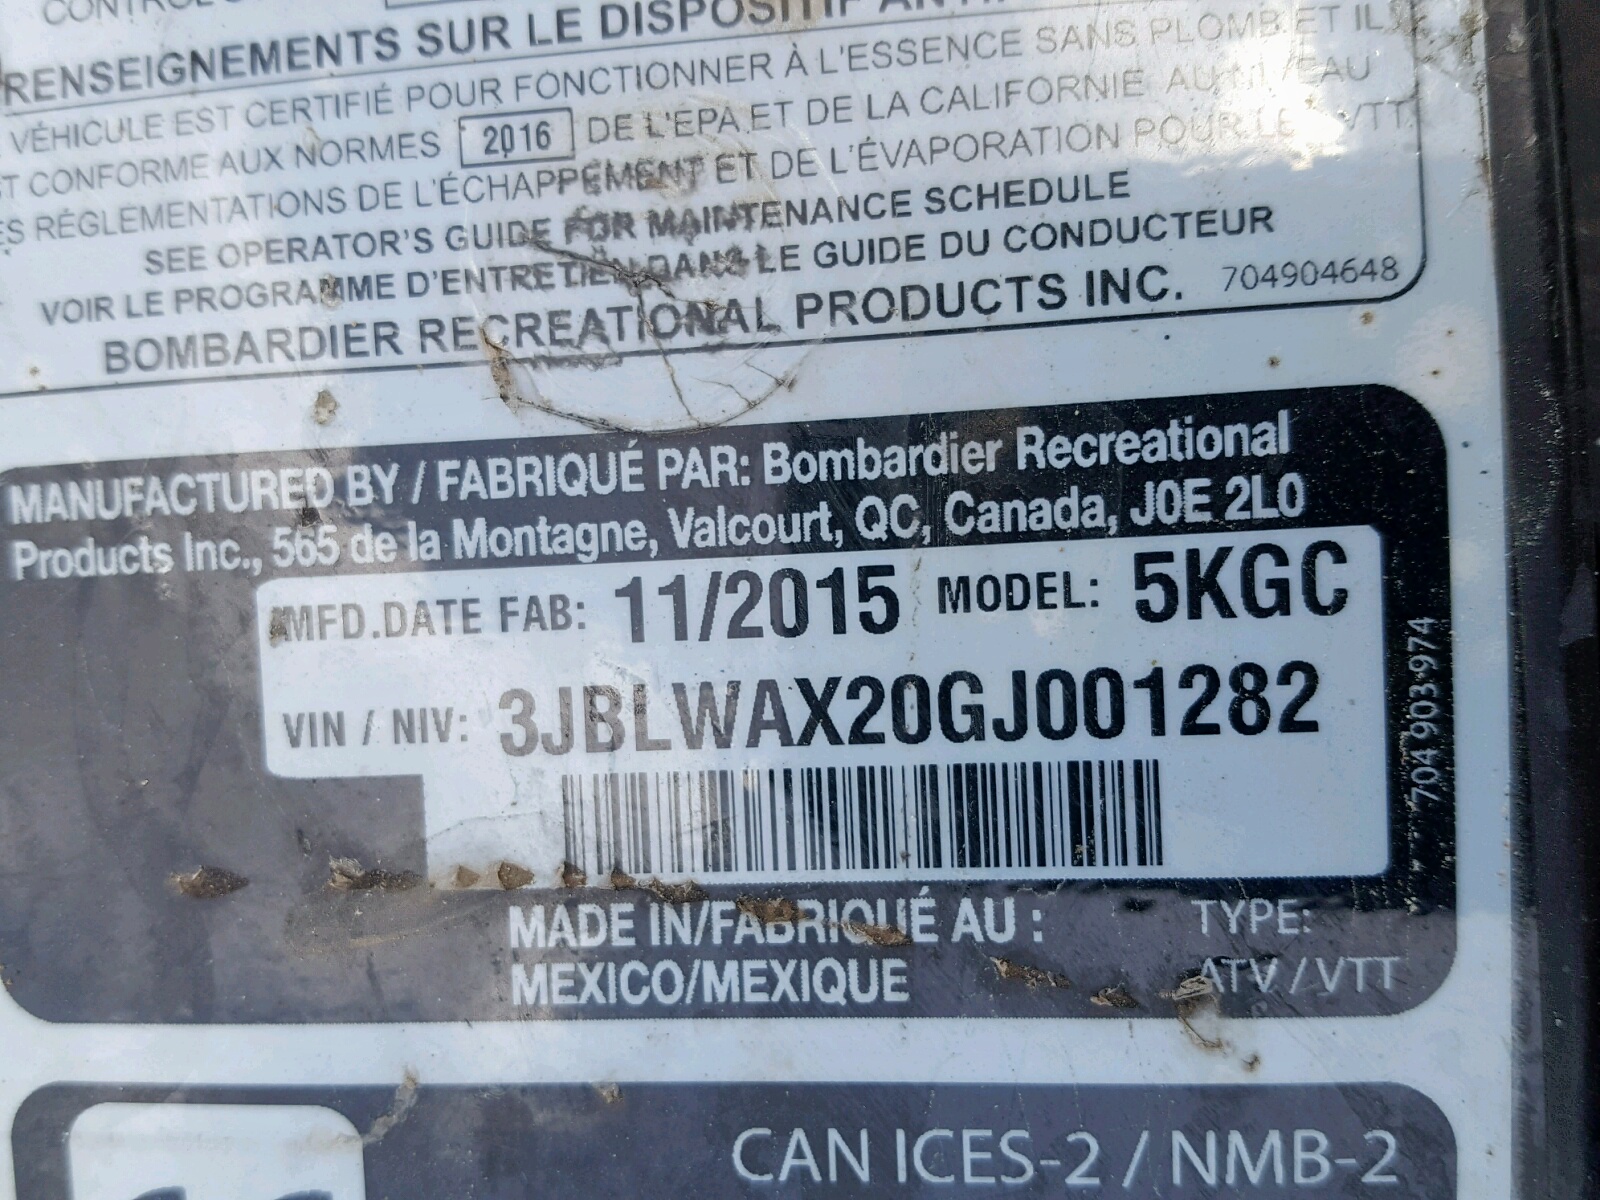 CONTROL
RENSEIGNEMENTS SUR LE DISPOSITIF
VÉHICULE EST CERTIFIÉ POUR FONCTIONNER À L'ESSENCE SANS PLOMB ET IL
CONFORME AUX NORMES 2016 DE L'EPA ET DE LA CALIFORNIE
RÉGLEMENTATIONS DE L'ÉCHAPPEMENT ET DE L'ÉVAPORATION POUR LES VTT
SEE OPERATOR'S GUIDE FOR MAINTENANCE SCHEDULE
VOIR LE PROGRAMME D'ENTRETIEN DANS LE GUIDE DU CONDUCTEUR
BOMBARDIER RECREATIONAL PRODUCTS INC. 704904648
MANUFACTURED BY / FABRIQUÉ PAR: Bombardier Recreational
Products Inc., 565 de la Montagne, Valcourt, QC, Canada, J0E 2L0
MFD.DATE FAB: 11/2015 MODEL: 5KGC
VIN / NIV: 3JBLWAX20GJ001282
704 903 974
MADE IN/FABRIQUÉ AU :
MEXICO/MEXIQUE
TYPE:
ATV / VTT
CAN ICES-2 / NMB-2